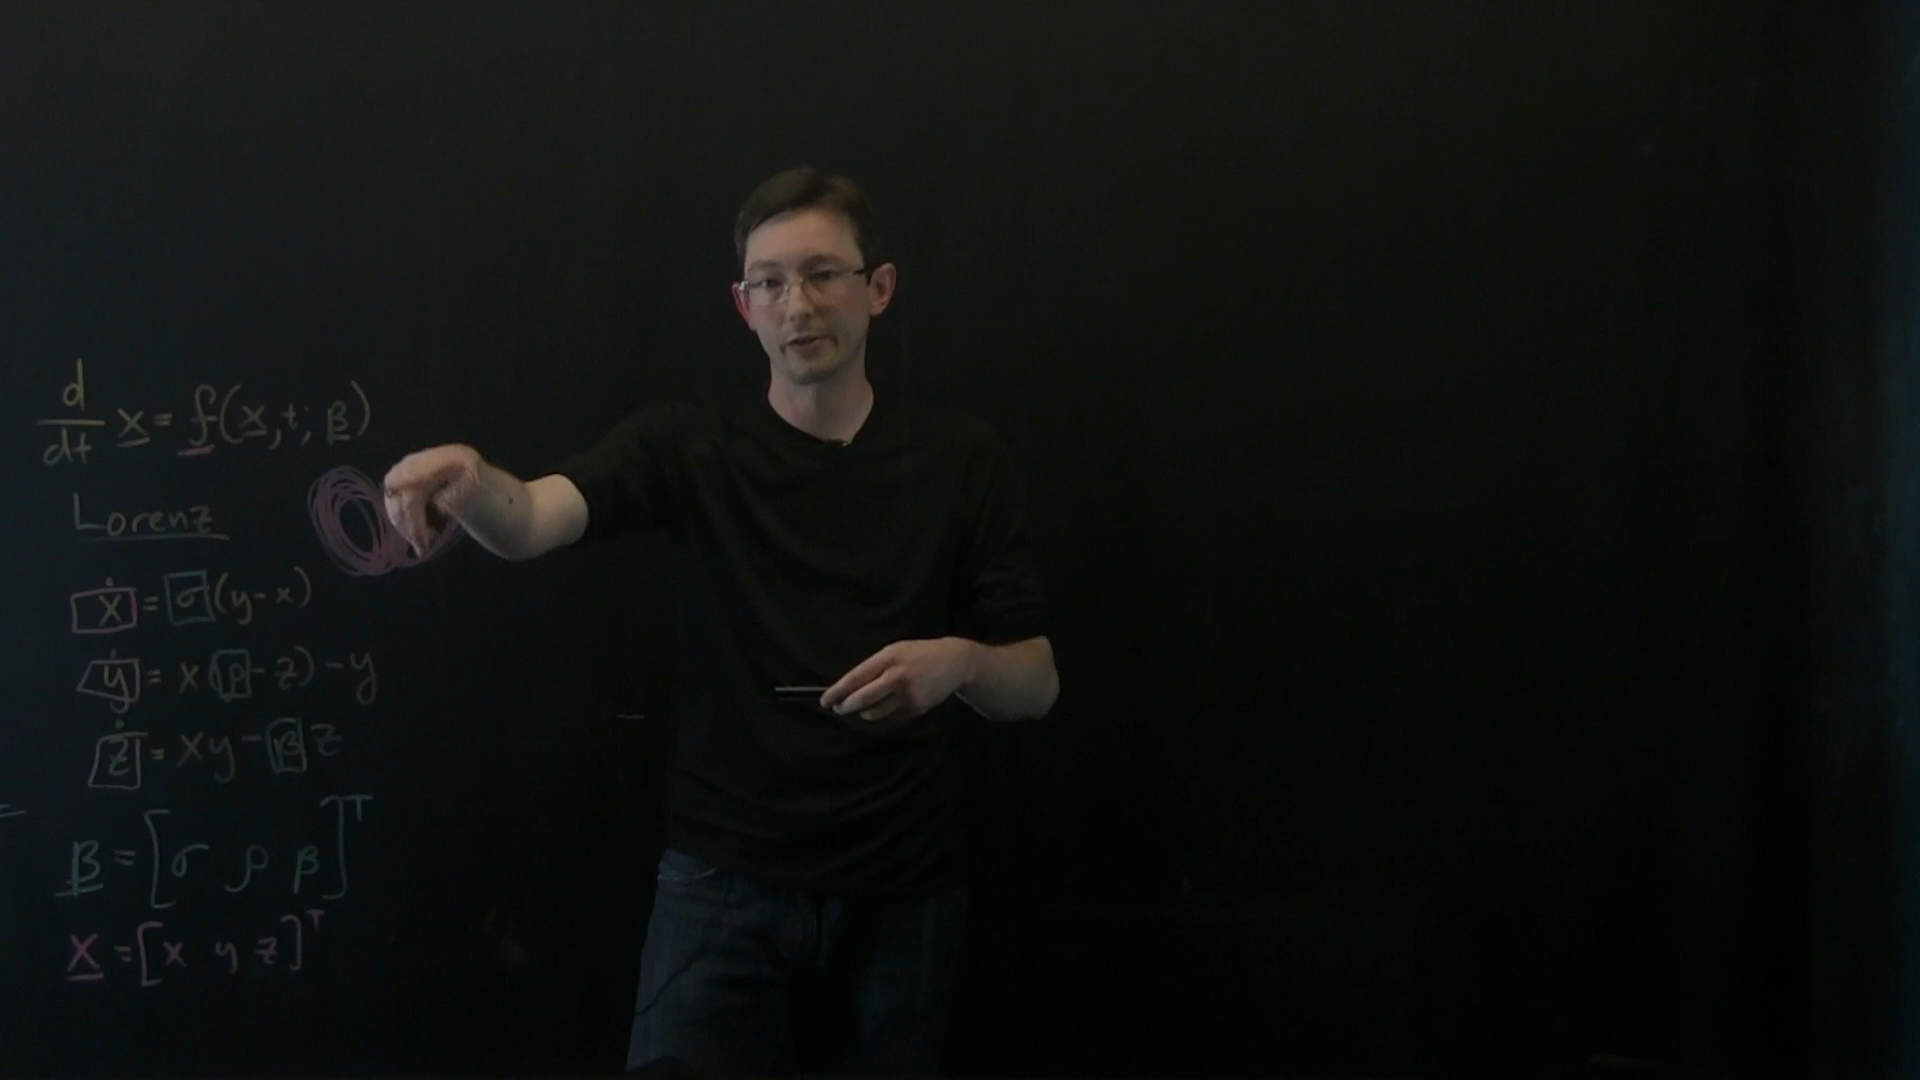 d/dt x = f(x, t; β)
Lorenz
ẋ = σ(y-x)
ẏ = x(ρ-z)-y
ż = xy-βz
β = [σ ρ β]ᵀ
x = [x y z]ᵀ